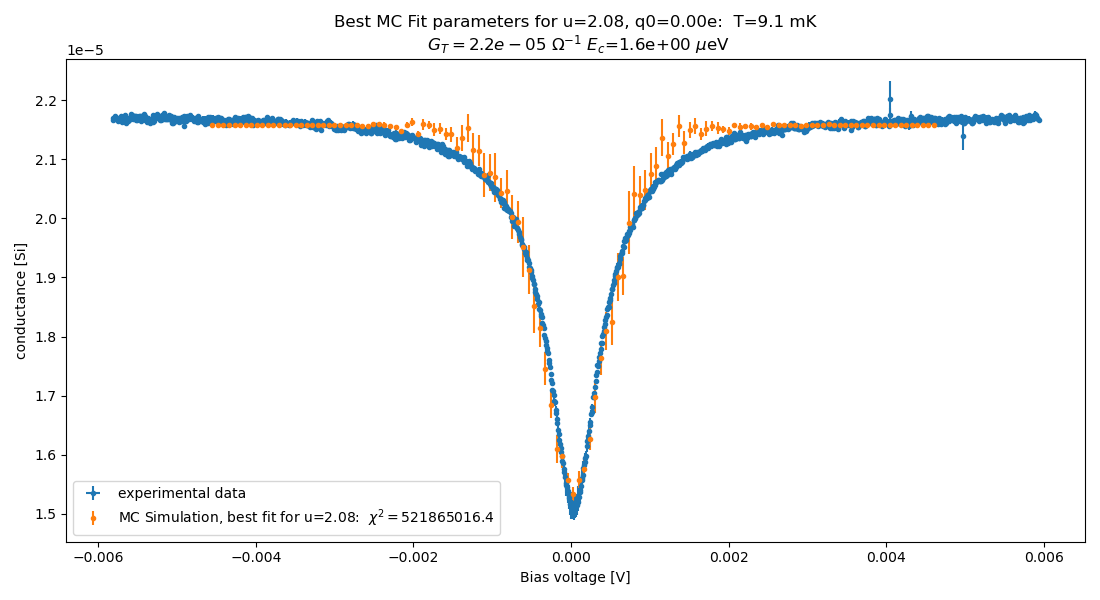 Best MC Fit parameters for u=2.08, q0=0.00e:  T=9.1 mK
G_T = 2.2e − 05 Ω⁻¹ E_c=1.6e+00 μeV
1e−5
2.2
2.1
2.0
1.9
1.8
1.7
1.6
1.5
conductance [Si]
experimental data
MC Simulation, best fit for u=2.08:  χ² = 521865016.4
−0.006
−0.004
−0.002
0.000
0.002
0.004
0.006
Bias voltage [V]